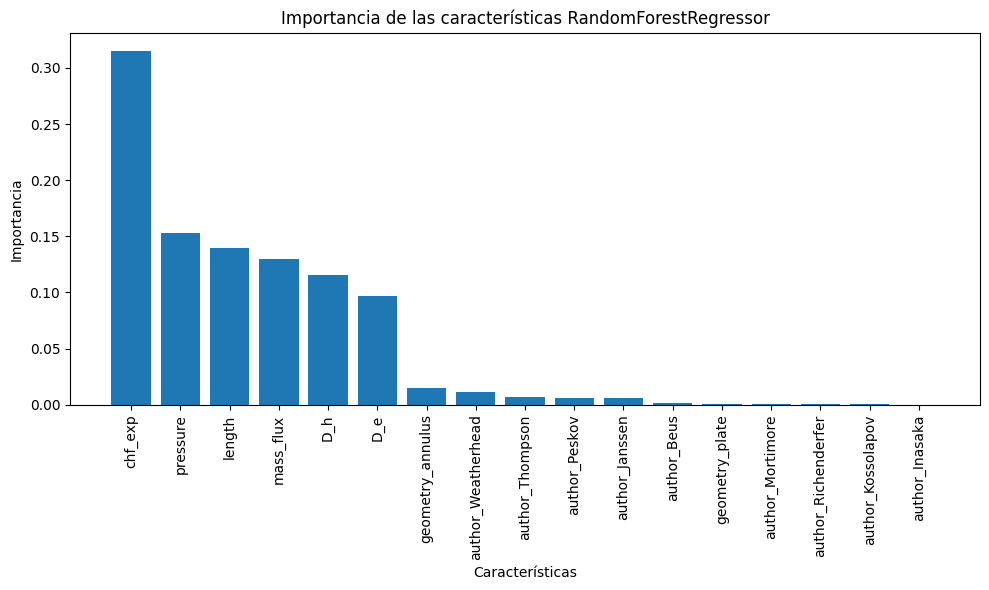 Importancia de las características RandomForestRegressor
Importancia
0.30
0.25
0.20
0.15
0.10
0.05
0.00
chf_exp
pressure
length
mass_flux
D_h
D_e
geometry_annulus
author_Weatherhead
author_Thompson
author_Peskov
author_Janssen
author_Beus
geometry_plate
author_Mortimore
author_Richenderfer
author_Kossolapov
author_Inasaka
Características